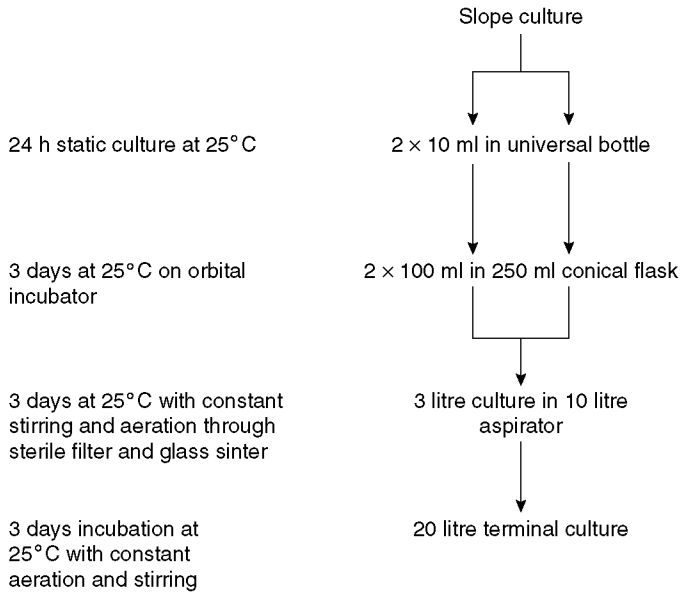 Slope culture
24 h static culture at 25°C
2 × 10 ml in universal bottle
3 days at 25°C on orbital
incubator
2 × 100 ml in 250 ml conical flask
3 days at 25°C with constant
stirring and aeration through
sterile filter and glass sinter
3 litre culture in 10 litre
aspirator
3 days incubation at
25°C with constant
aeration and stirring
20 litre terminal culture